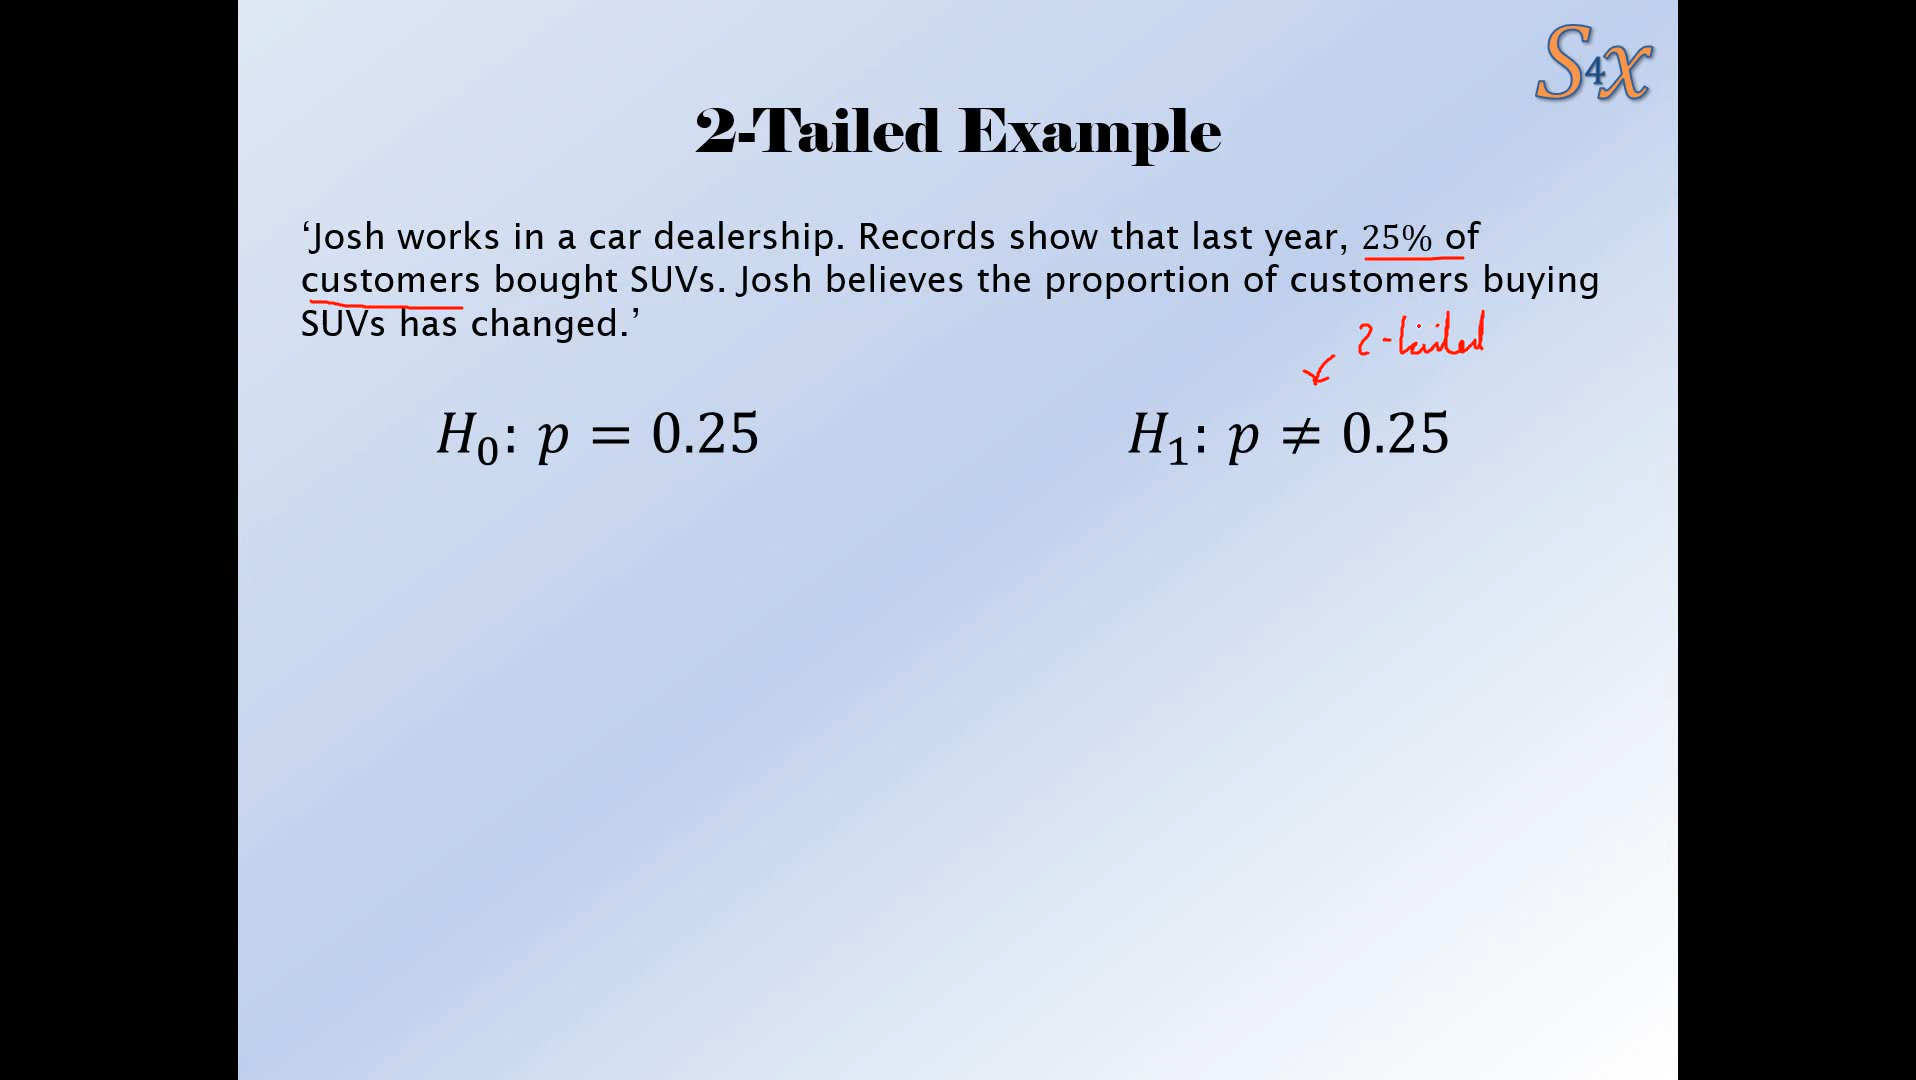 S4x
2-Tailed Example
‘Josh works in a car dealership. Records show that last year, 25% of
customers bought SUVs. Josh believes the proportion of customers buying
SUVs has changed.’
2-tailed
H₀: p = 0.25
H₁: p ≠ 0.25